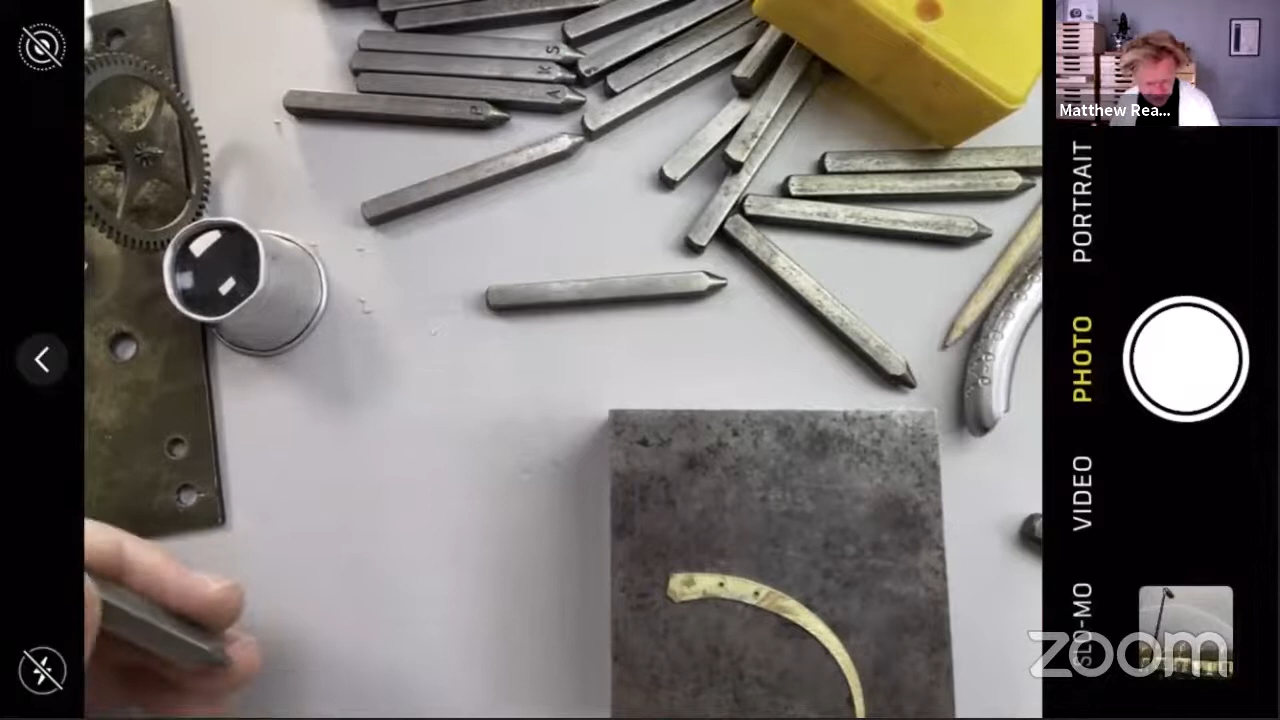 Matthew Rea...
PORTRAIT
PHOTO
VIDEO
SLO-MO
zoom
S
K
A
P